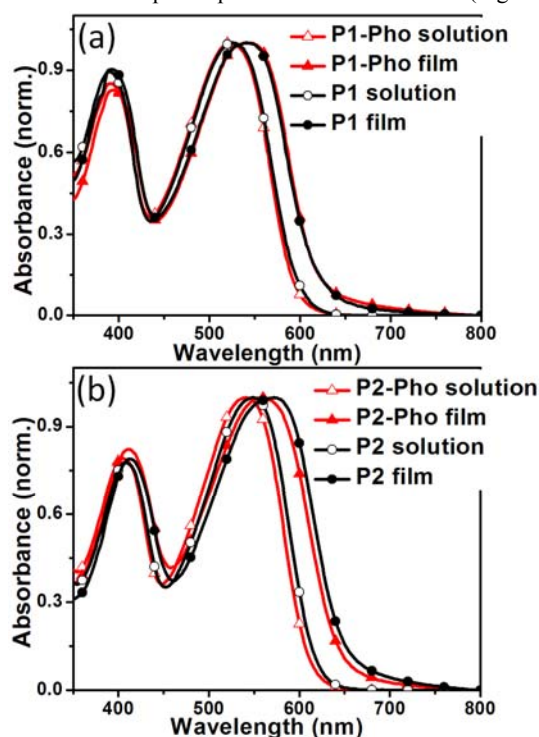 (Fig
(a)
P1-Pho solution
P1-Pho film
P1 solution
P1 film
Absorbance (norm.)
0.9
0.6
0.3
0.0
400 500 600 700 800
Wavelength (nm)
(b)
P2-Pho solution
P2-Pho film
P2 solution
P2 film
Absorbance (norm.)
0.9
0.6
0.3
0.0
400 500 600 700 800
Wavelength (nm)